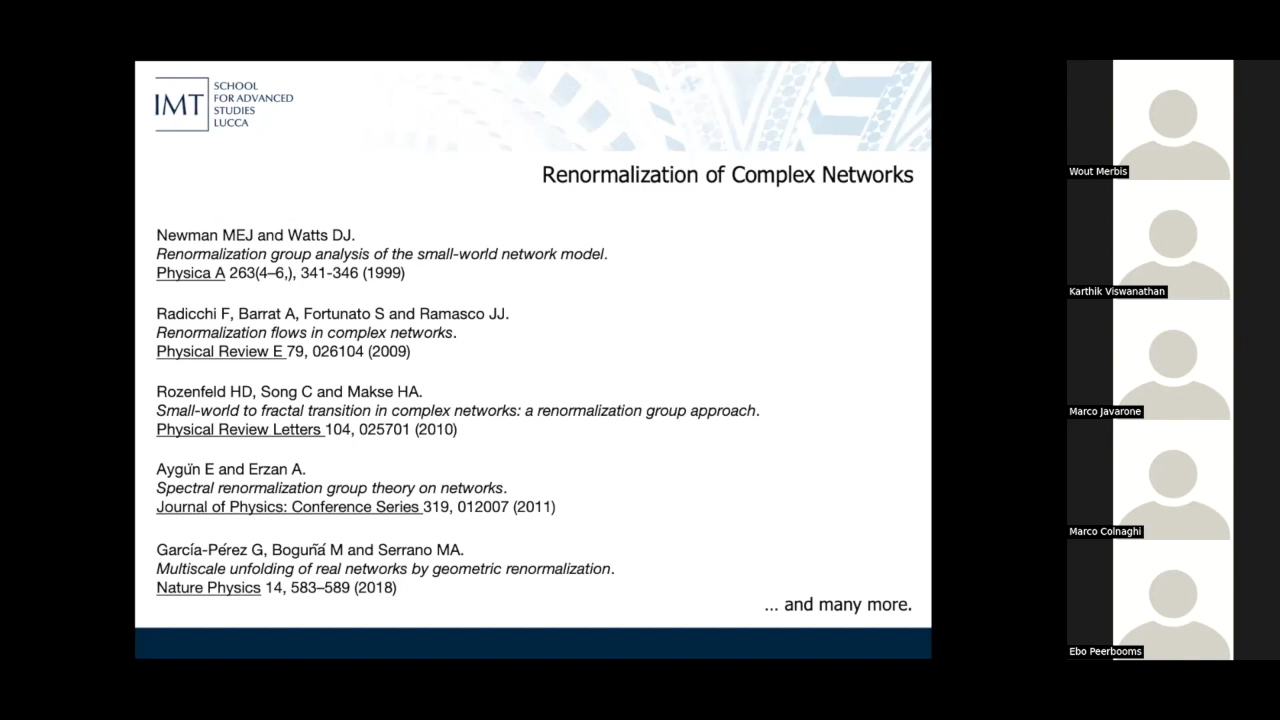 IMT
SCHOOL
FOR ADVANCED
STUDIES
LUCCA
Renormalization of Complex Networks
Newman MEJ and Watts DJ.
Renormalization group analysis of the small-world network model.
Physica A 263(4–6,), 341-346 (1999)
Radicchi F, Barrat A, Fortunato S and Ramasco JJ.
Renormalization flows in complex networks.
Physical Review E 79, 026104 (2009)
Rozenfeld HD, Song C and Makse HA.
Small-world to fractal transition in complex networks: a renormalization group approach.
Physical Review Letters 104, 025701 (2010)
Aygüǹ E and Erzan A.
Spectral renormalization group theory on networks.
Journal of Physics: Conference Series 319, 012007 (2011)
García-Pérez G, Boguñá M and Serrano MA.
Multiscale unfolding of real networks by geometric renormalization.
Nature Physics 14, 583–589 (2018)
... and many more.
Wout Merbis
Karthik Viswanathan
Marco Javarone
Marco Colnaghi
Ebo Peerbooms